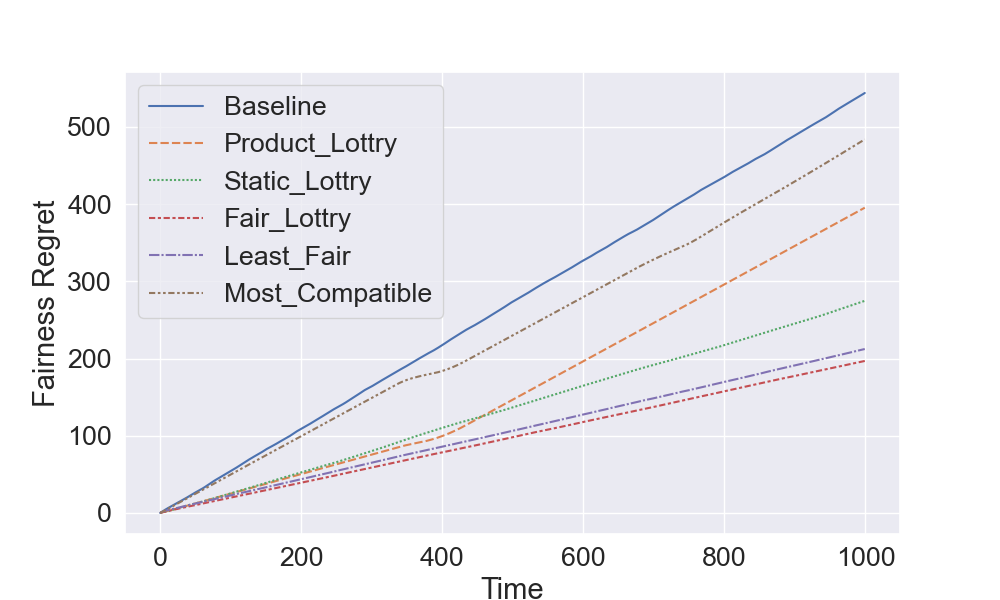 Baseline
Product_Lottry
Static_Lottry
Fair_Lottry
Least_Fair
Most_Compatible
Fairness Regret
500
400
300
200
100
0
0 200 400 600 800 1000
Time